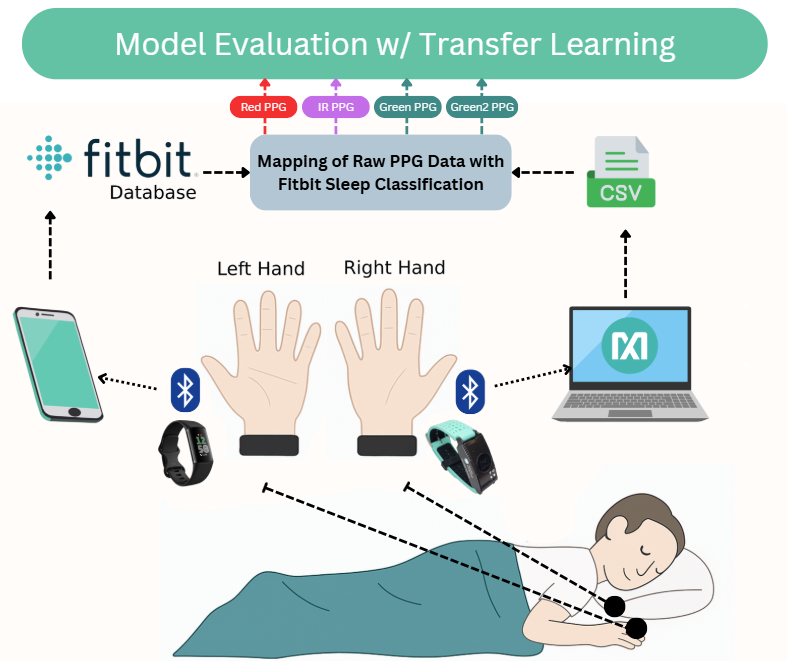 Model Evaluation w/ Transfer Learning
Red PPG
IR PPG
Green PPG
Green2 PPG
fitbit
Database
Mapping of Raw PPG Data with
Fitbit Sleep Classification
CSV
Left Hand
Right Hand